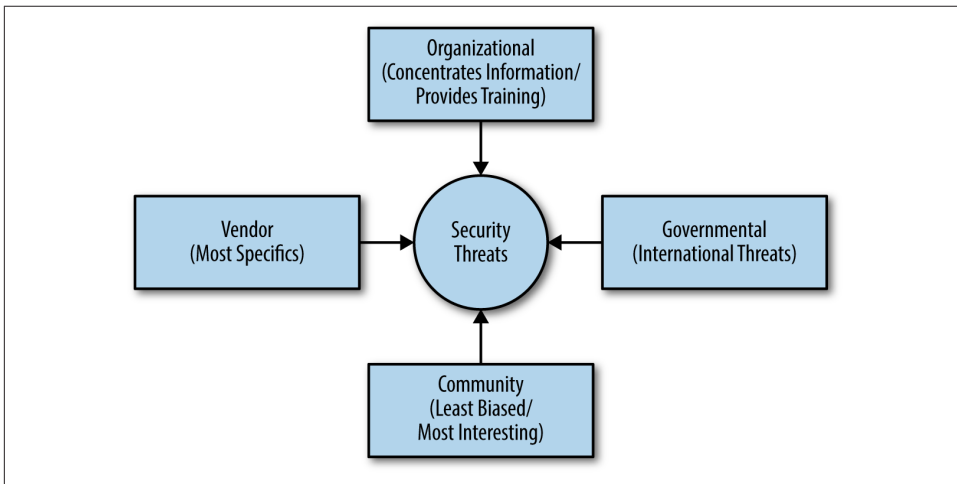 Organizational
(Concentrates Information/
Provides Training)
Vendor
(Most Specifics)
Security
Threats
Governmental
(International Threats)
Community
(Least Biased/
Most Interesting)